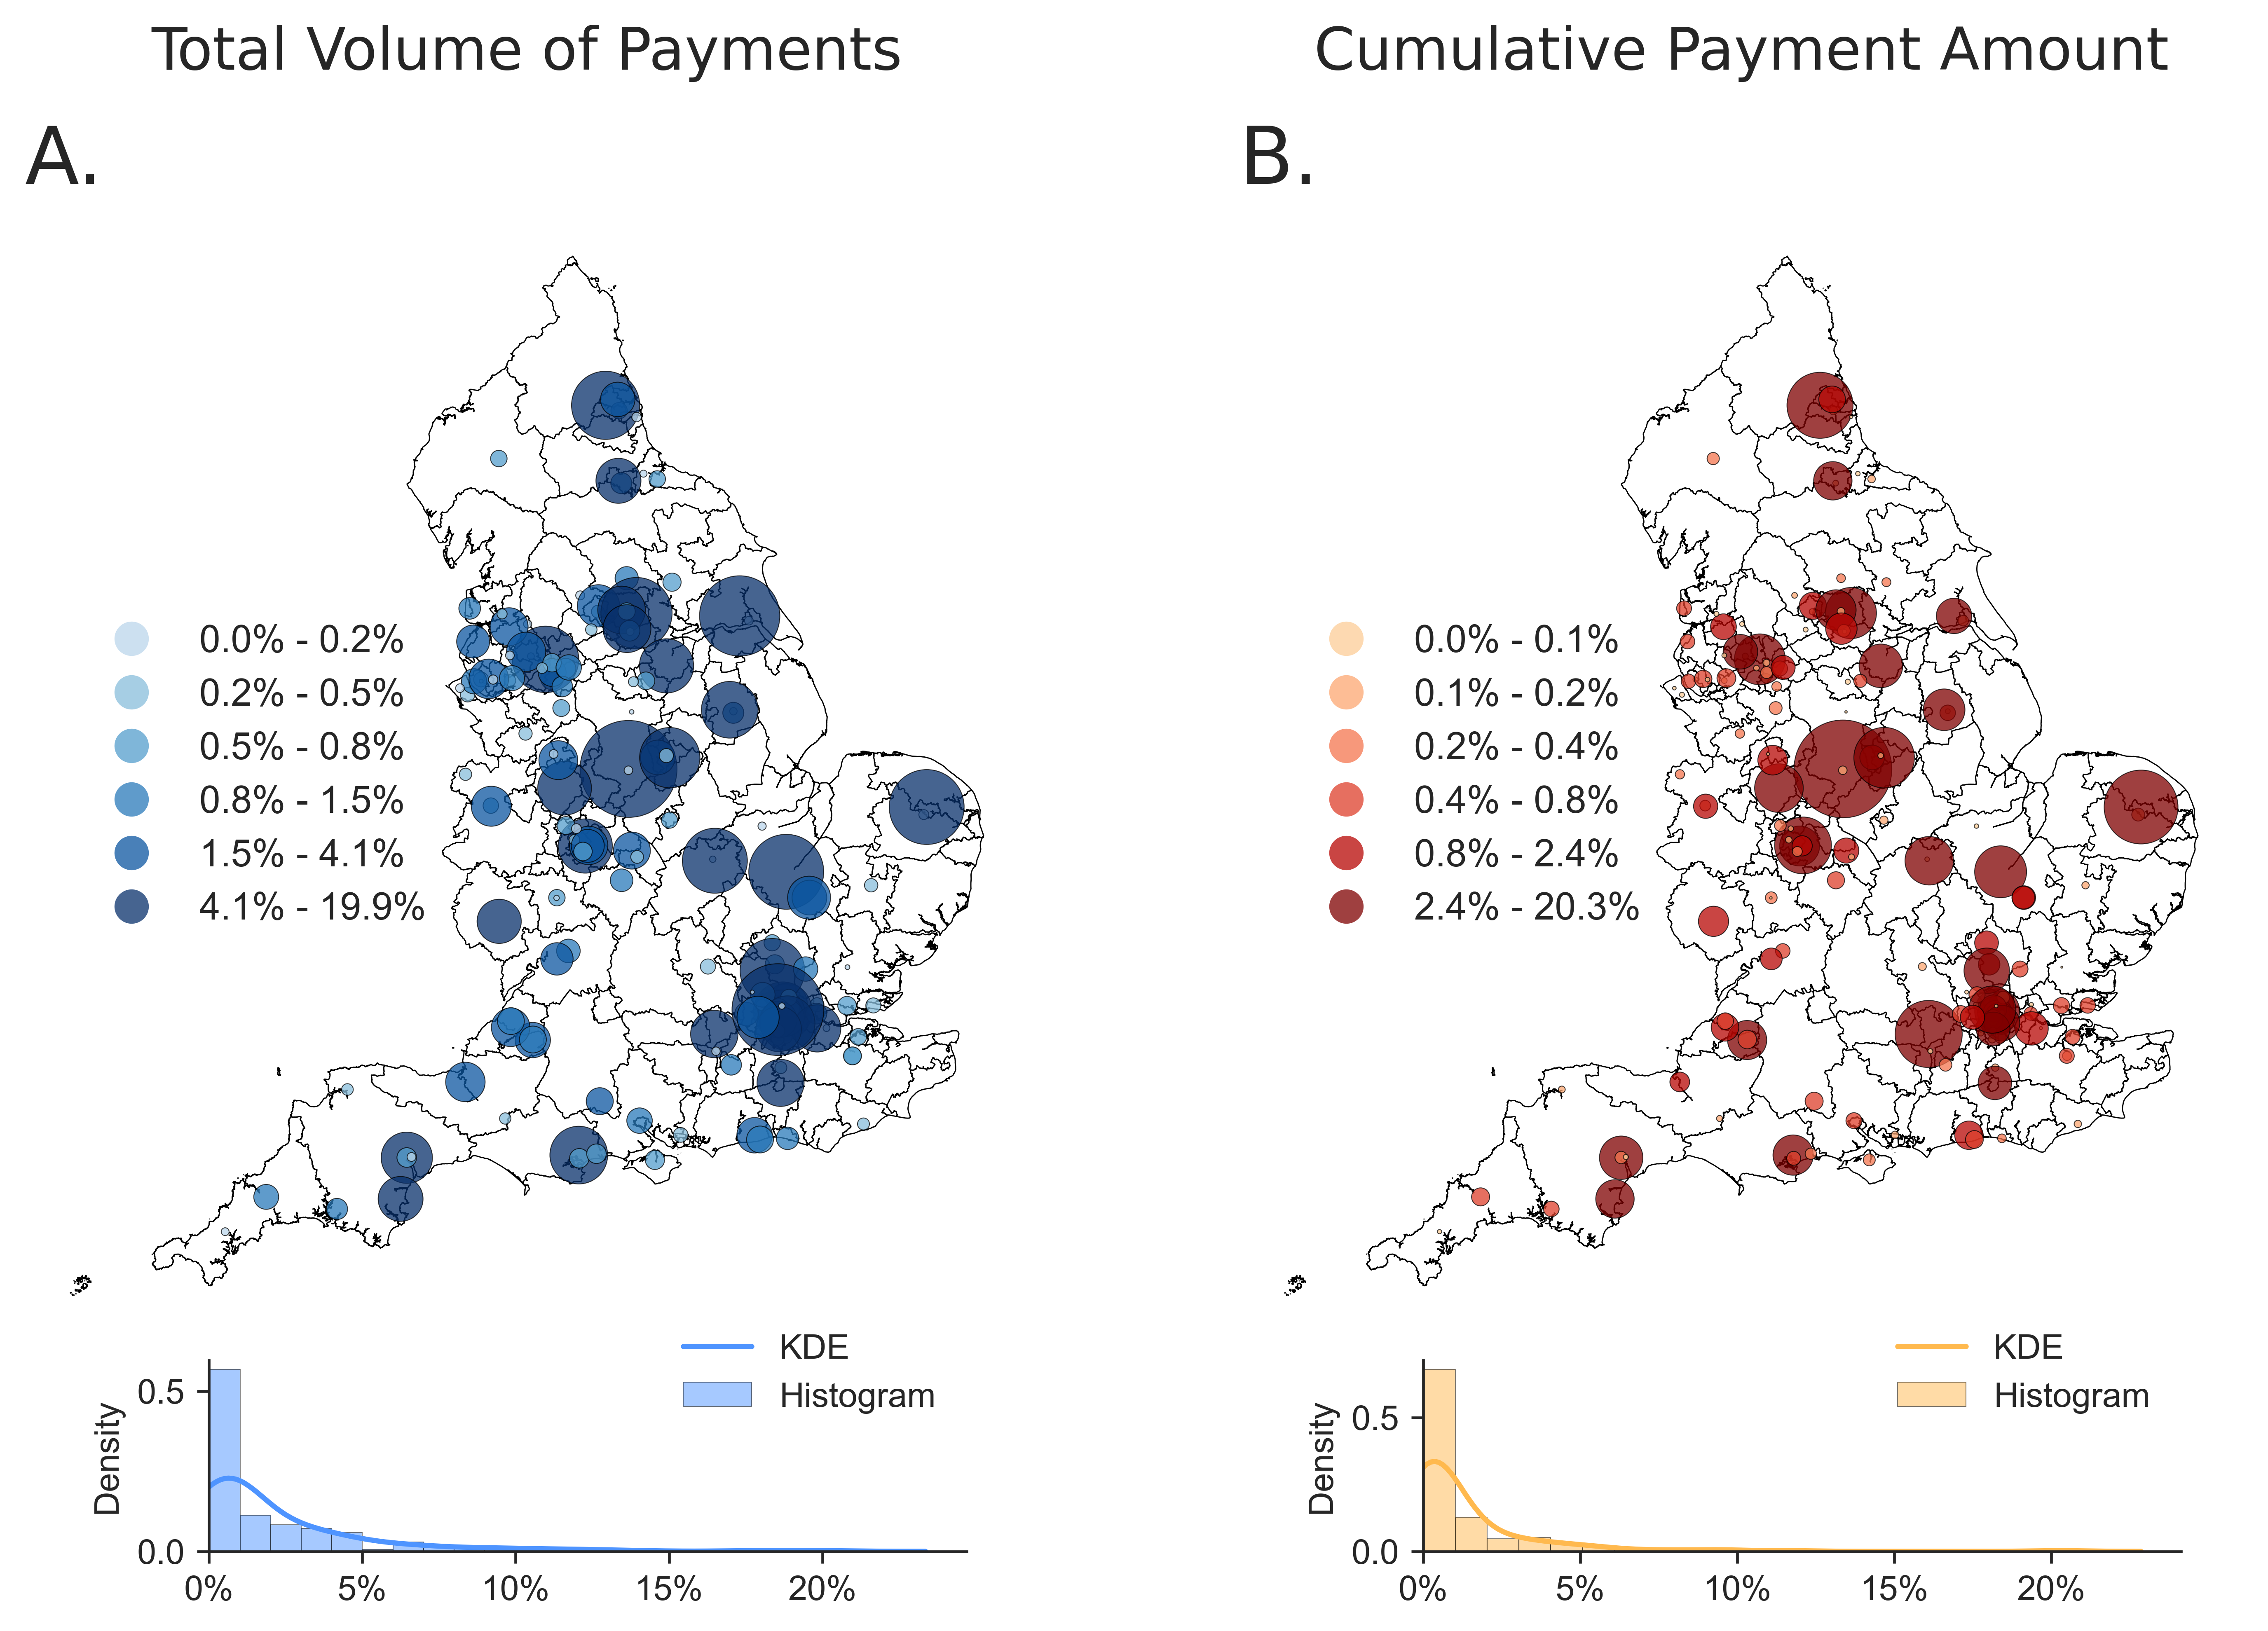 Total Volume of Payments
Cumulative Payment Amount
A.
B.
0.0% - 0.2%
0.2% - 0.5%
0.5% - 0.8%
0.8% - 1.5%
1.5% - 4.1%
4.1% - 19.9%
0.0% - 0.1%
0.1% - 0.2%
0.2% - 0.4%
0.4% - 0.8%
0.8% - 2.4%
2.4% - 20.3%
KDE
Histogram
Density
0.5
0.0
0% 5% 10% 15% 20%
KDE
Histogram
Density
0.5
0.0
0% 5% 10% 15% 20%